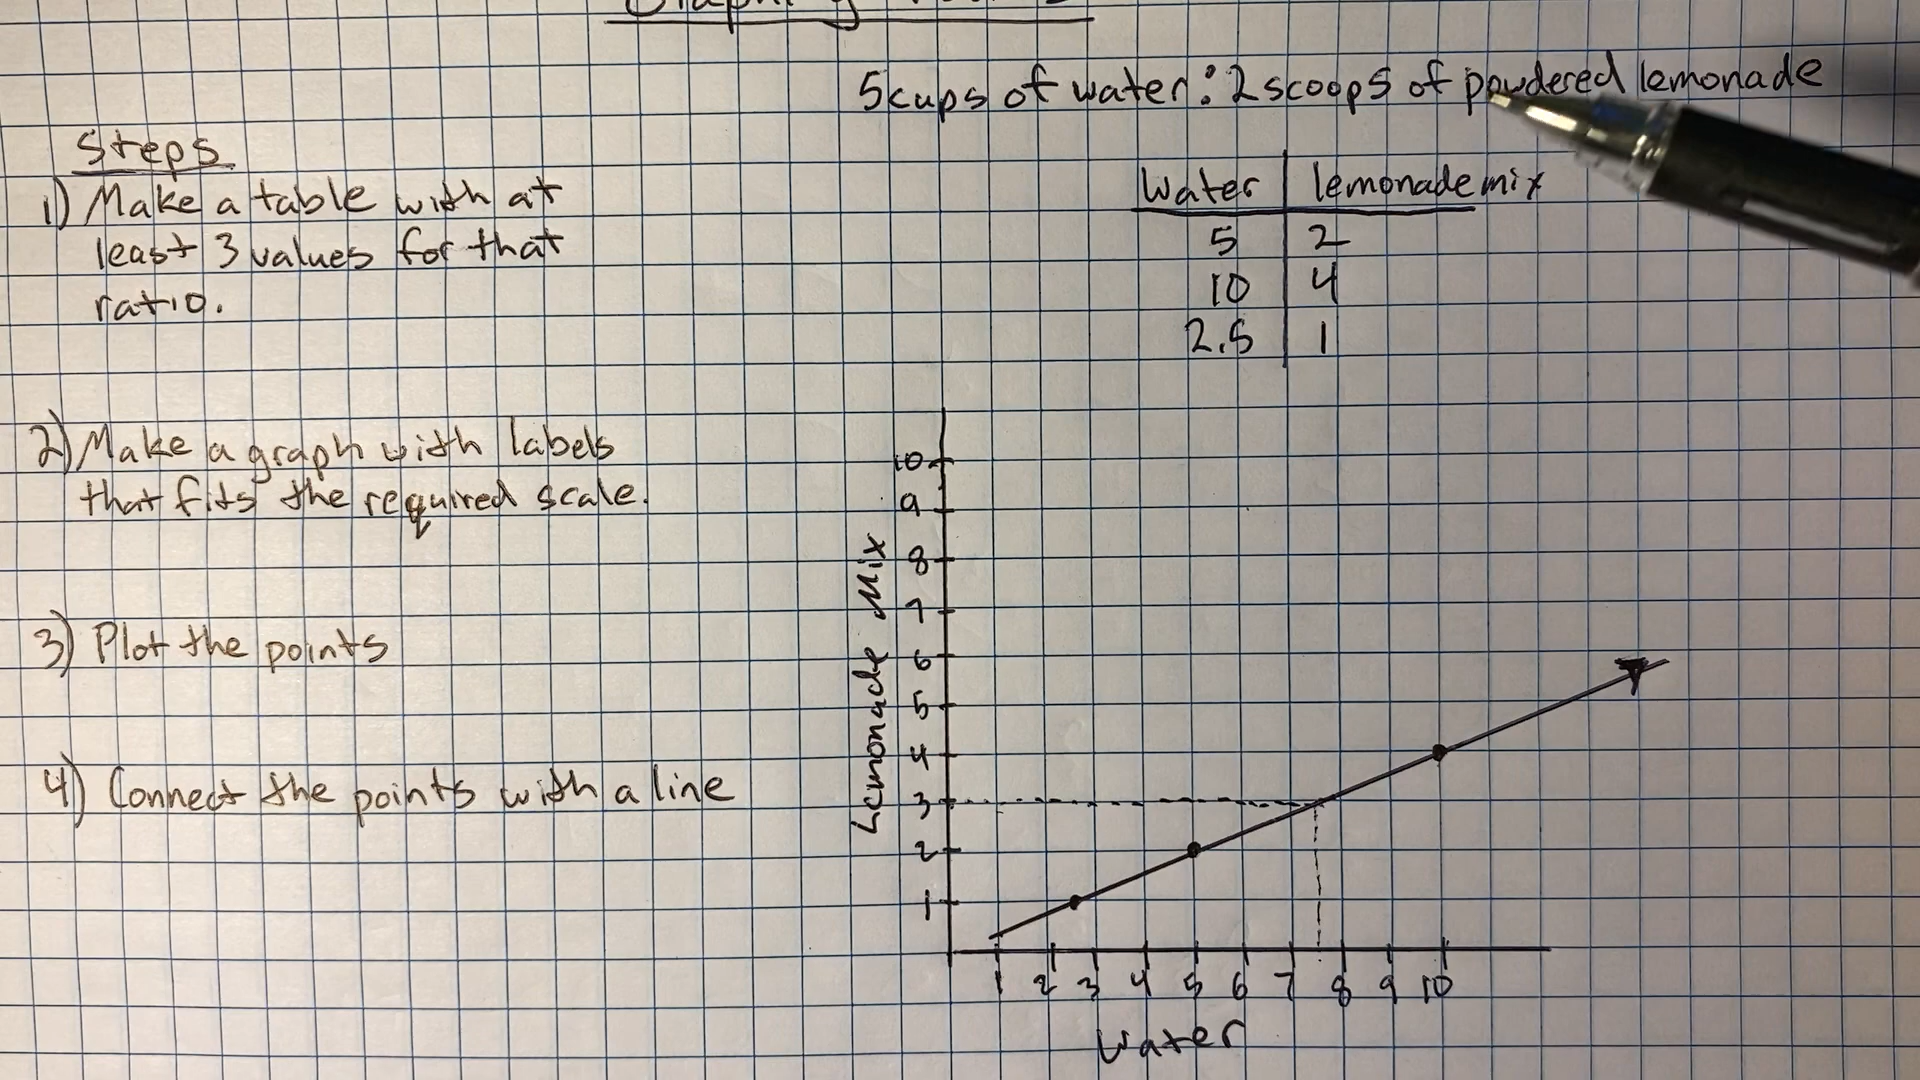 5 cups of water : 2 scoops of powdered lemonade
Steps
1) Make a table with at
least 3 values for that
ratio.
Water lemonade mix
5 2
10 4
2.5 1
2) Make a graph with labels
that fits the required scale.
3) Plot the points
4) Connect the points with a line
Lemonade Mix
10
9
8
7
6
5
4
3
2
1
1 2 3 4 5 6 7 8 9 10
Water